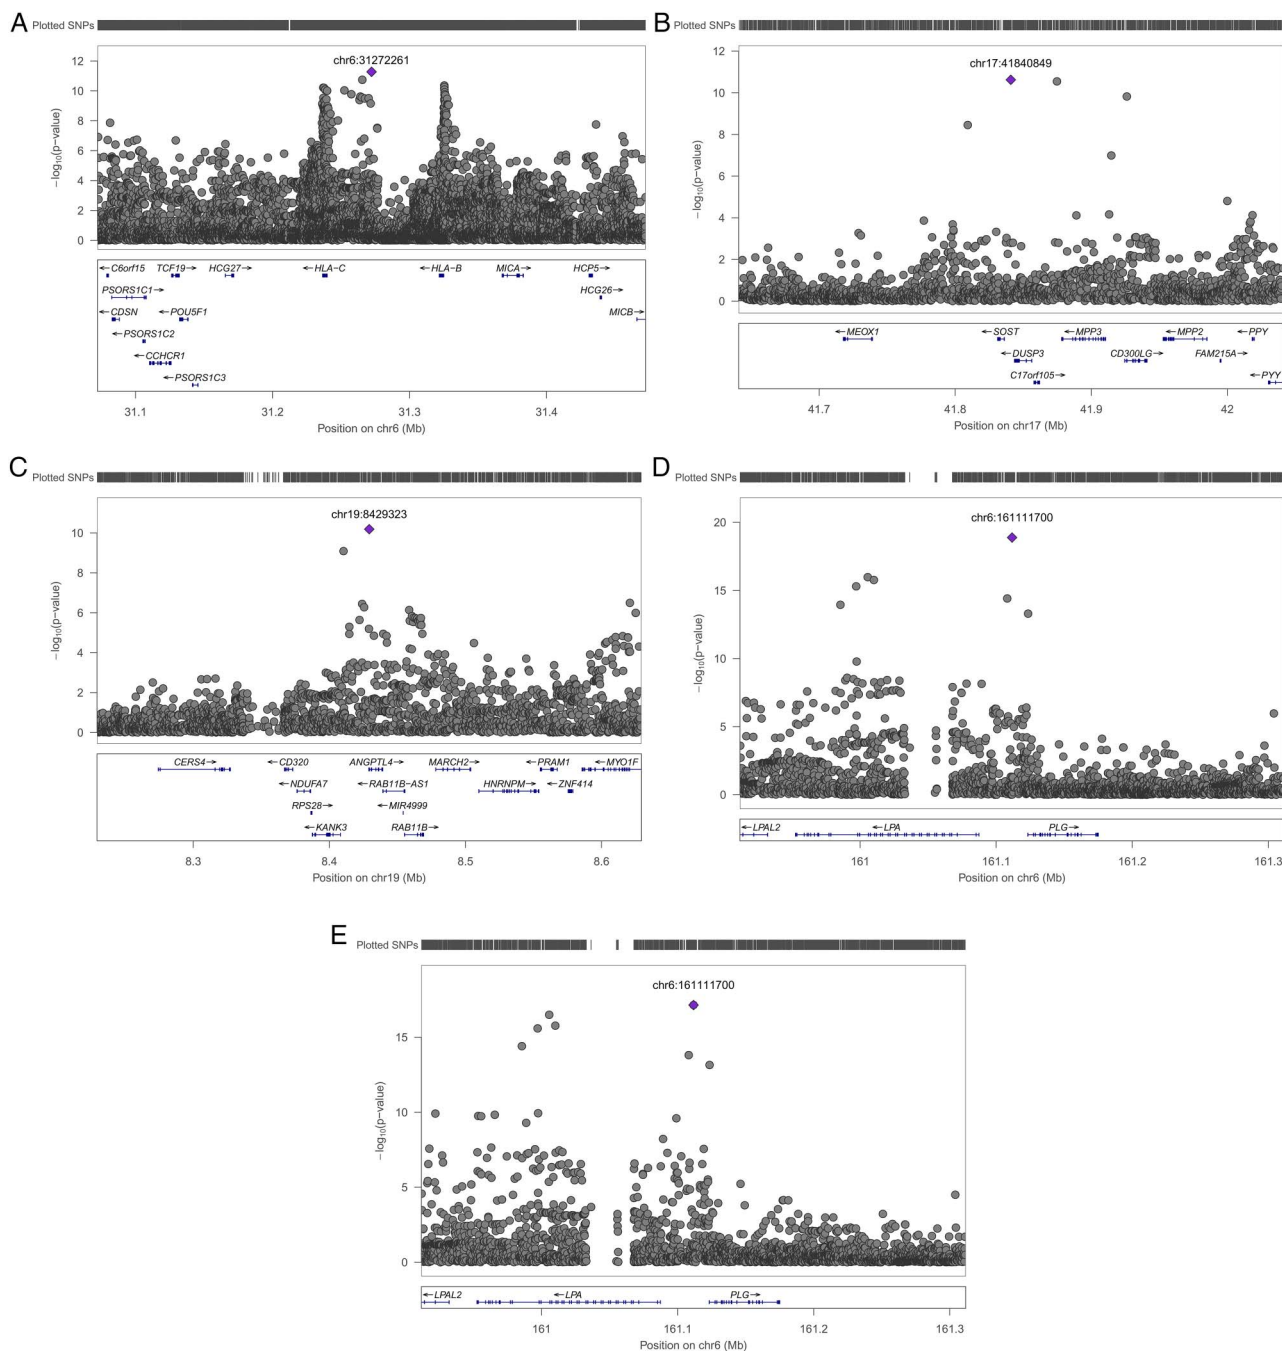 A
Plotted SNPs
chr6:31272261
12
10
8
6
4
2
0
−log10(p−value)
←C6orf15 TCF19→ HCG27→ ←HLA−C ←HLA−B MICA→ HCP5→
PSORS1C1→ HCG26→
←CDSN ←POU5F1 MICB→
←PSORS1C2
←CCHCR1
←PSORS1C3
31.1 31.2 31.3 31.4
Position on chr6 (Mb)
B
Plotted SNPs
chr17:41840849
12
10
8
6
4
2
0
−log10(p−value)
←MEOX1 ←SOST ←MPP3 ←MPP2 ←PPY
←DUSP3 CD300LG→ FAM215A→
C17orf105→ ←PYY
41.7 41.8 41.9 42
Position on chr17 (Mb)
C
Plotted SNPs
chr19:8429323
10
8
6
4
2
0
−log10(p−value)
CERS4→ ←CD320 ANGPTL4→ MARCH2→ ←PRAM1 ←MYO1F
←NDUFA7 ←RAB11B−AS1 HNRNPM→ ←ZNF414
RPS28→ ←MIR4999
←KANK3 RAB11B→
8.3 8.4 8.5 8.6
Position on chr19 (Mb)
D
Plotted SNPs
chr6:161111700
20
15
10
5
0
−log10(p−value)
←LPAL2 ←LPA PLG→
161 161.1 161.2 161.3
Position on chr6 (Mb)
E
Plotted SNPs
chr6:161111700
15
10
5
0
−log10(p−value)
←LPAL2 ←LPA PLG→
161 161.1 161.2 161.3
Position on chr6 (Mb)